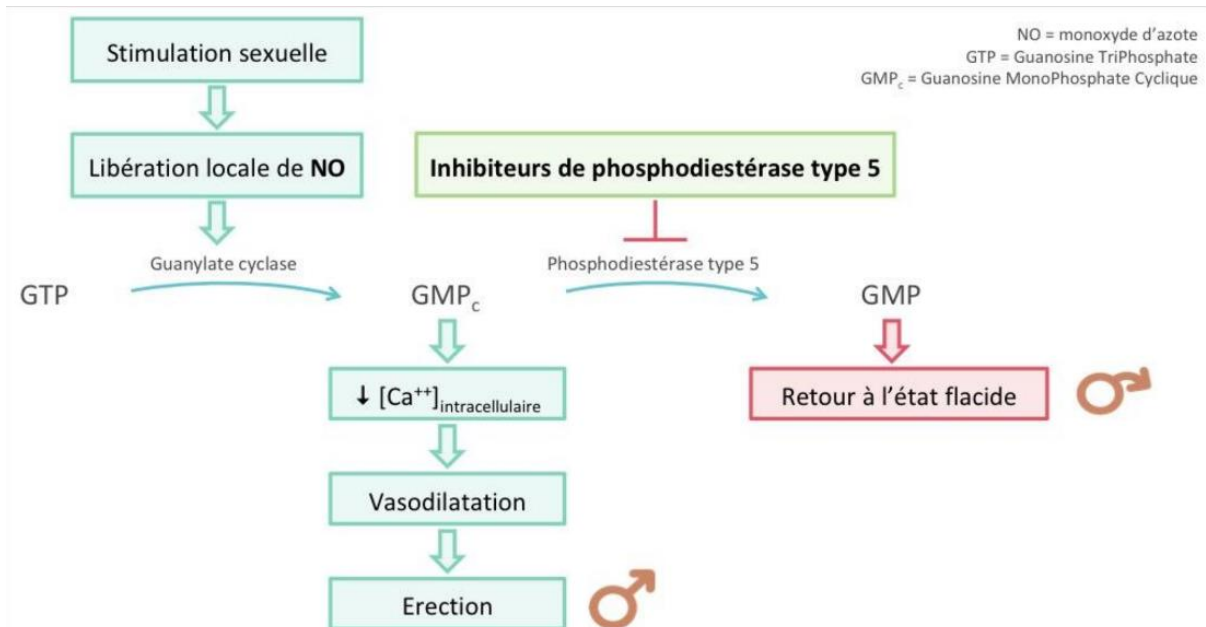 Stimulation sexuelle
NO = monoxyde d'azote
GTP = Guanosine TriPhosphate
GMPc = Guanosine MonoPhosphate Cyclique
Libération locale de NO
Inhibiteurs de phosphodiestérase type 5
Guanylate cyclase
Phosphodiestérase type 5
GTP
GMPc
GMP
↓ [Ca++]intracellulaire
Retour à l'état flacide
Vasodilatation
Erection